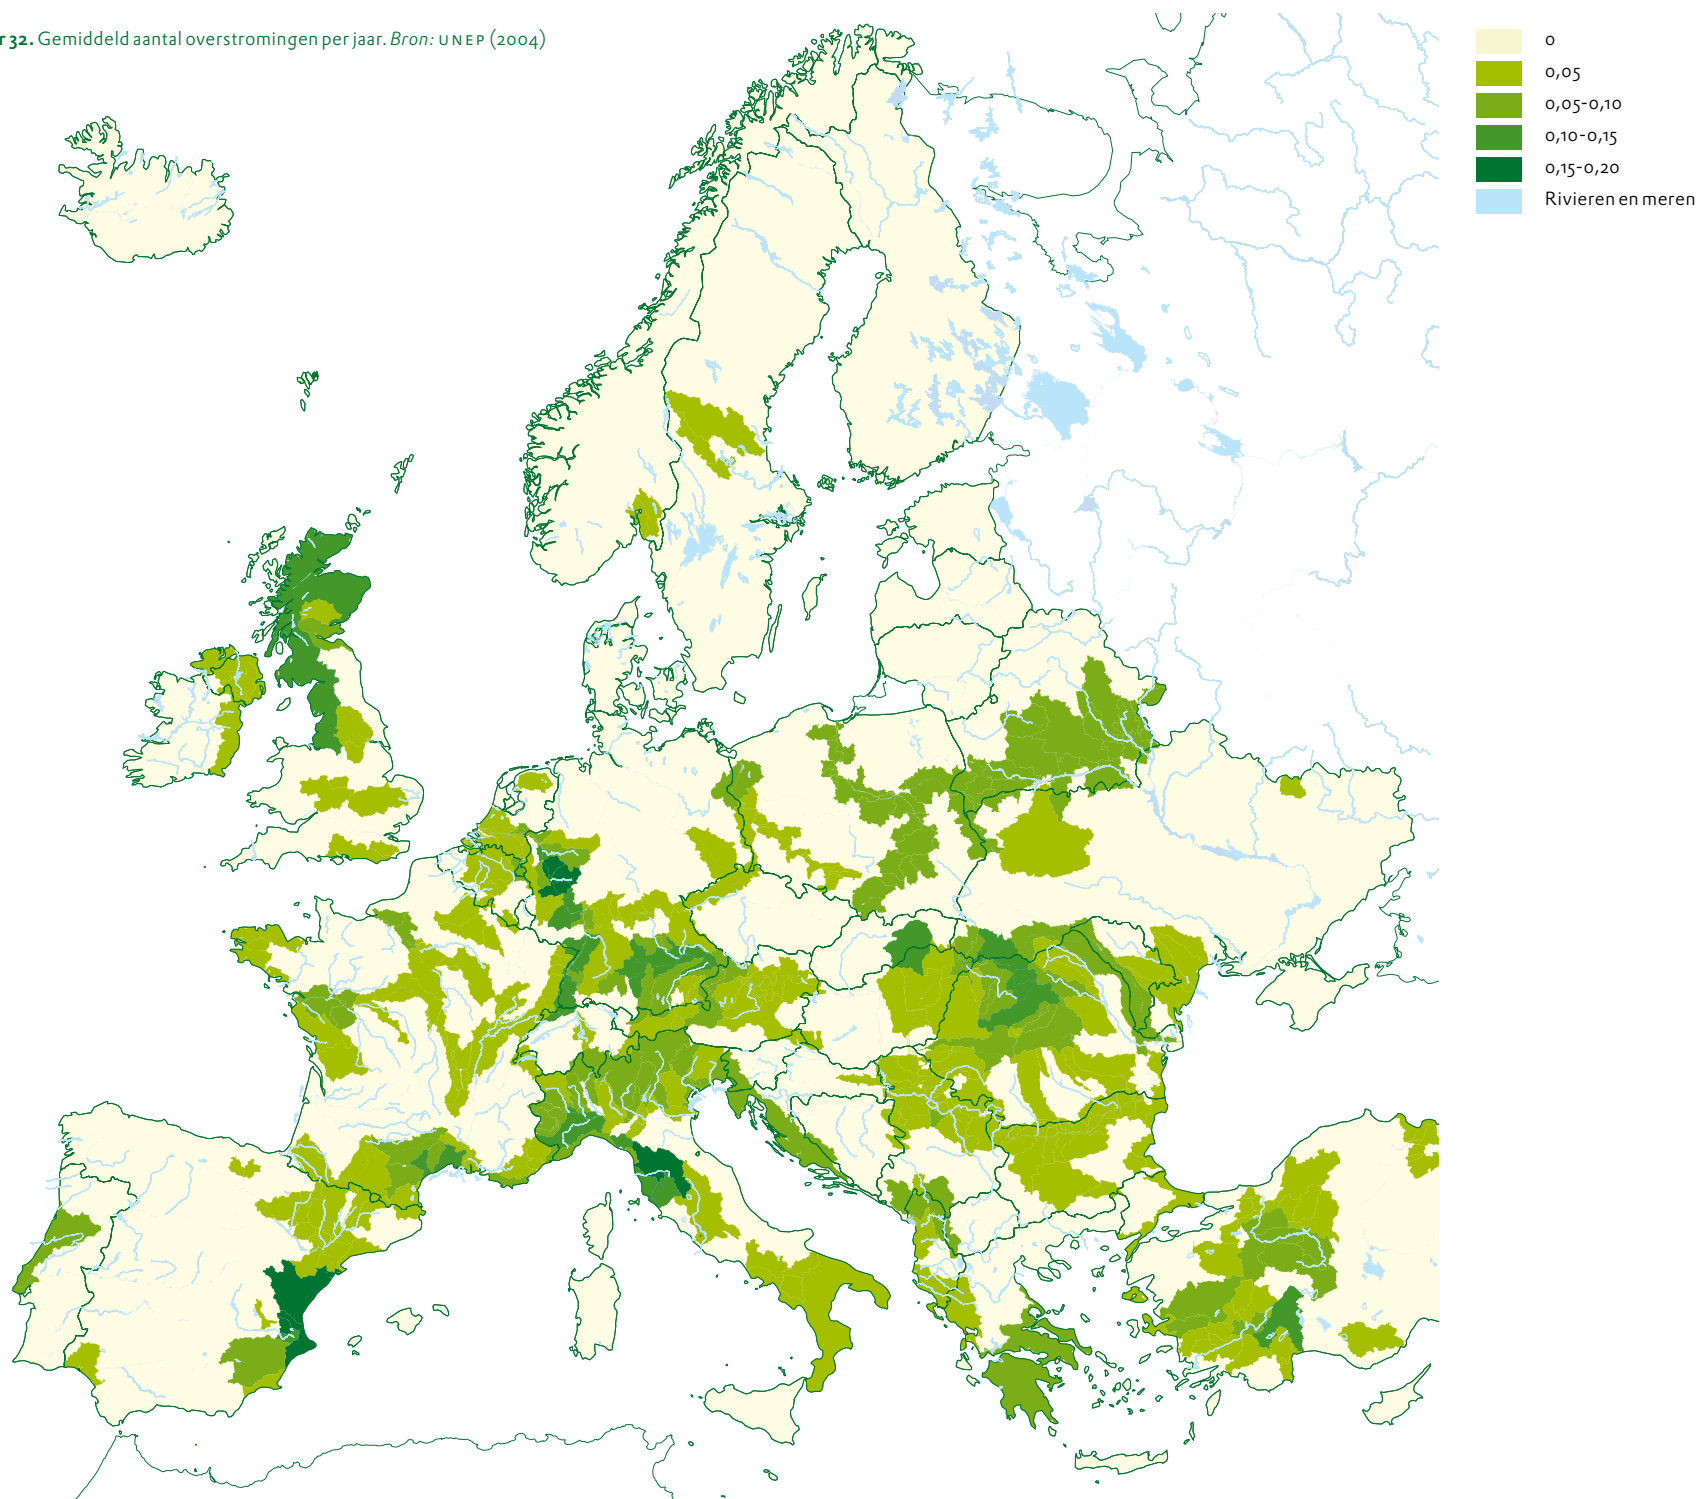 r 32. Gemiddeld aantal overstromingen per jaar. Bron: UNEP (2004)
0
0,05
0,05-0,10
0,10-0,15
0,15-0,20
Rivieren en meren